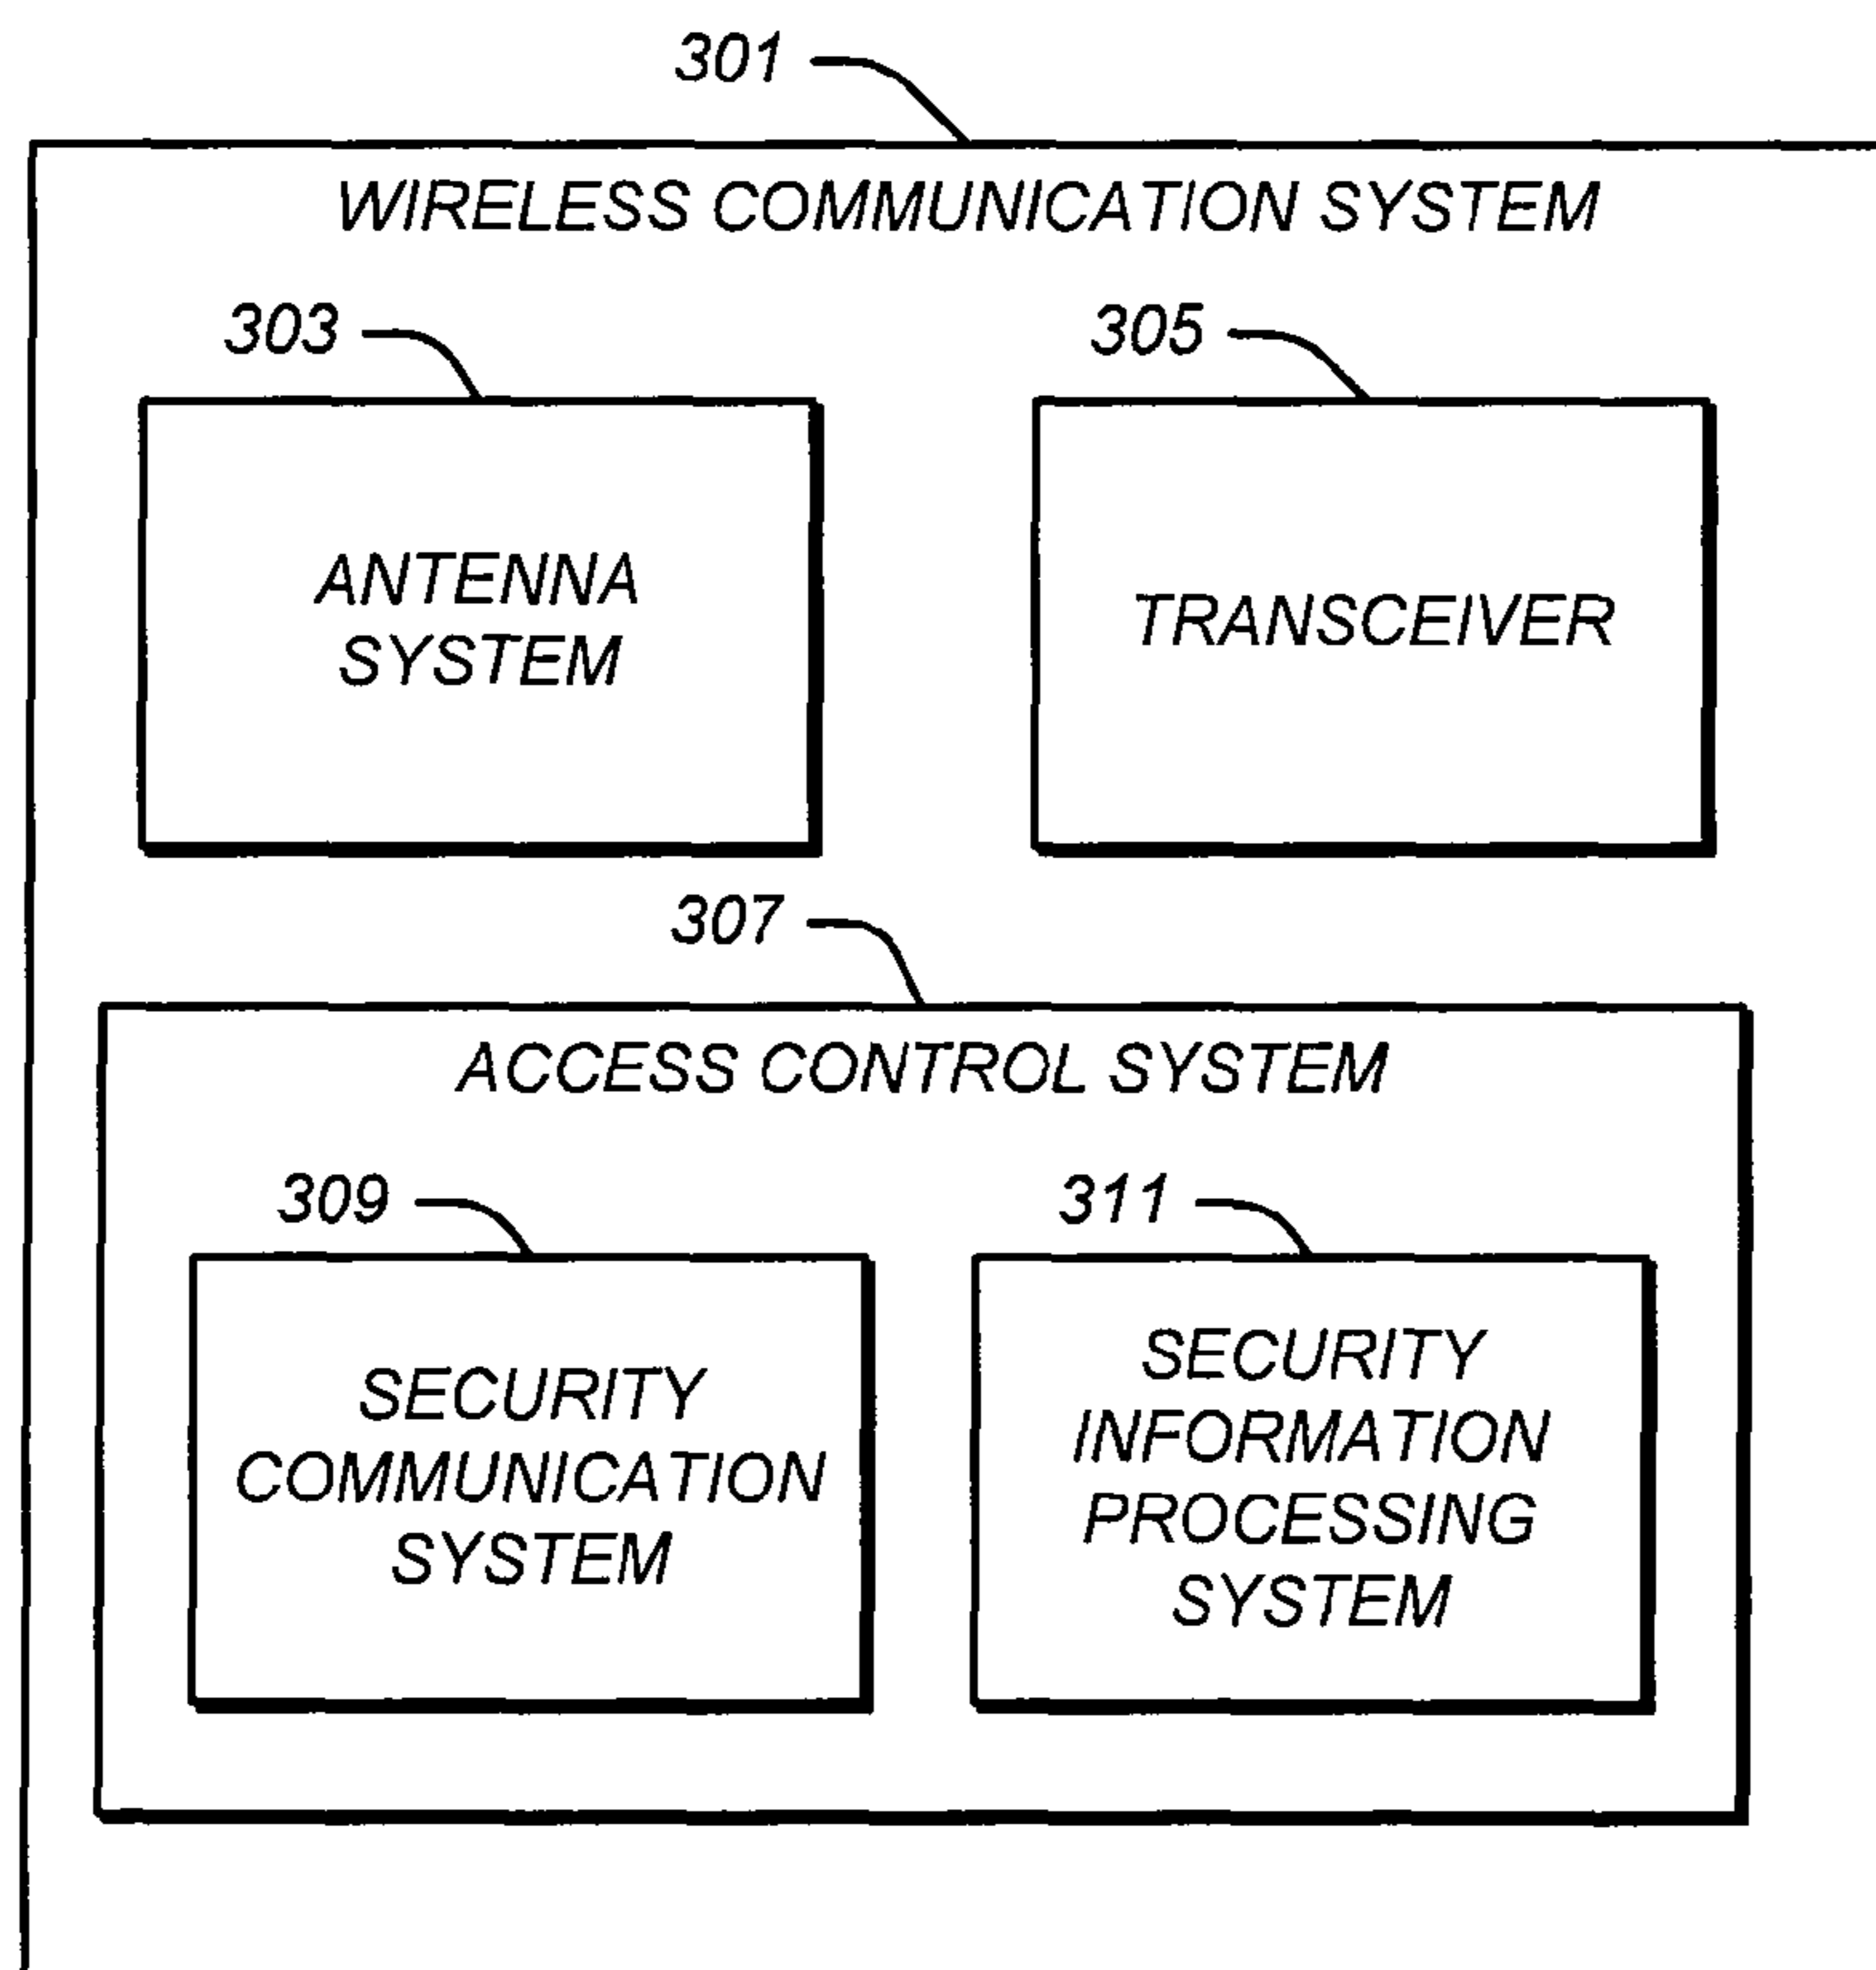 301
WIRELESS COMMUNICATION SYSTEM
303
305
ANTENNA
SYSTEM
TRANSCEIVER
307
ACCESS CONTROL SYSTEM
309
311
SECURITY
COMMUNICATION
SYSTEM
SECURITY
INFORMATION
PROCESSING
SYSTEM